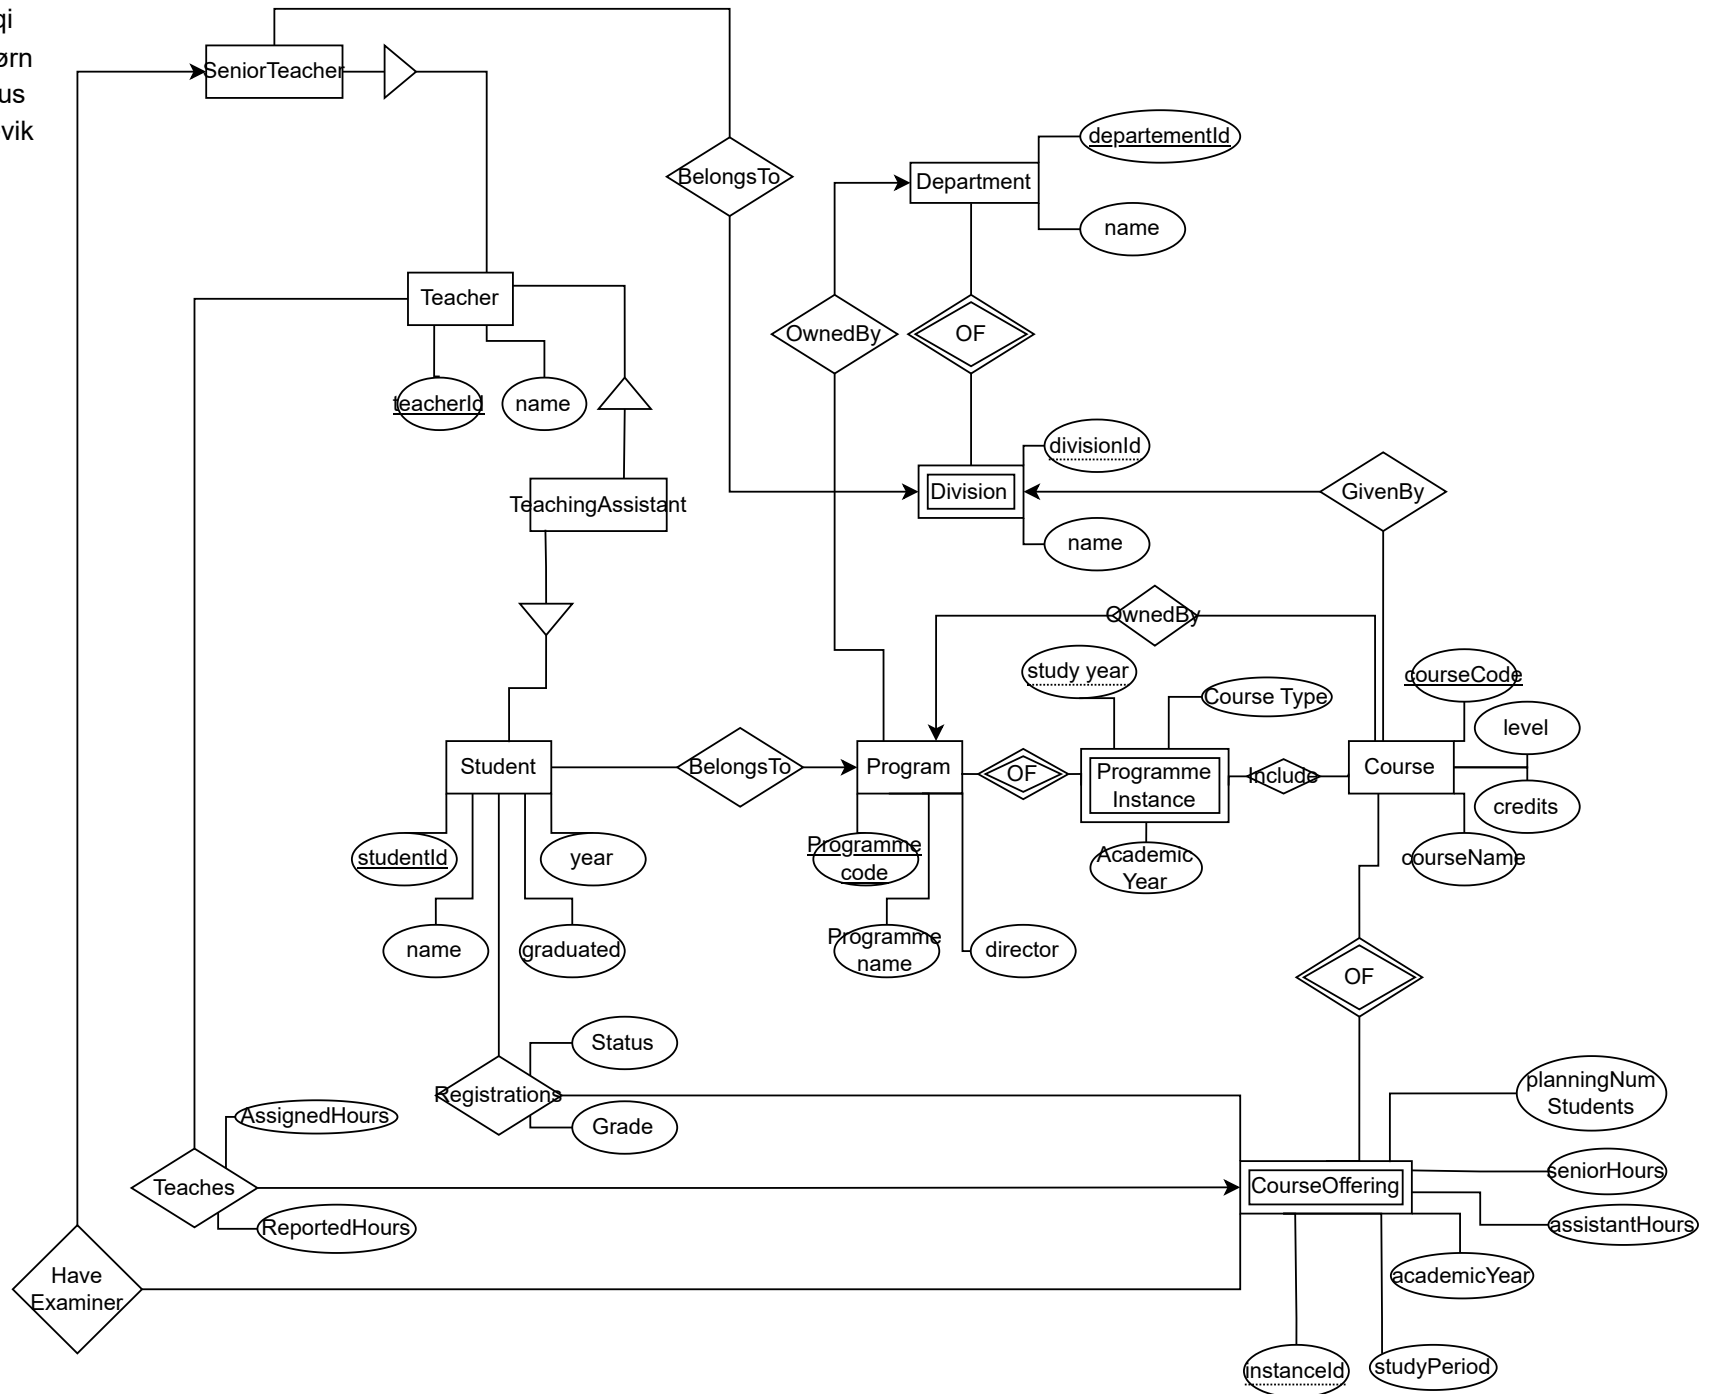 qi
ørn
us
vik
SeniorTeacher
departementId
BelongsTo
Department
name
Teacher
OwnedBy
OF
teacherId
name
divisionId
Division
GivenBy
TeachingAssistant
name
OwnedBy
study year
courseCode
Course Type
level
Student
BelongsTo
Program
OF
Programme
Instance
Include
Course
credits
studentId
year
Programme
code
Academic
Year
courseName
name
graduated
Programme
name
director
OF
Status
Registrations
Grade
planningNum
Students
AssignedHours
Teaches
CourseOffering
seniorHours
ReportedHours
assistantHours
Have
Examiner
academicYear
instanceId
studyPeriod